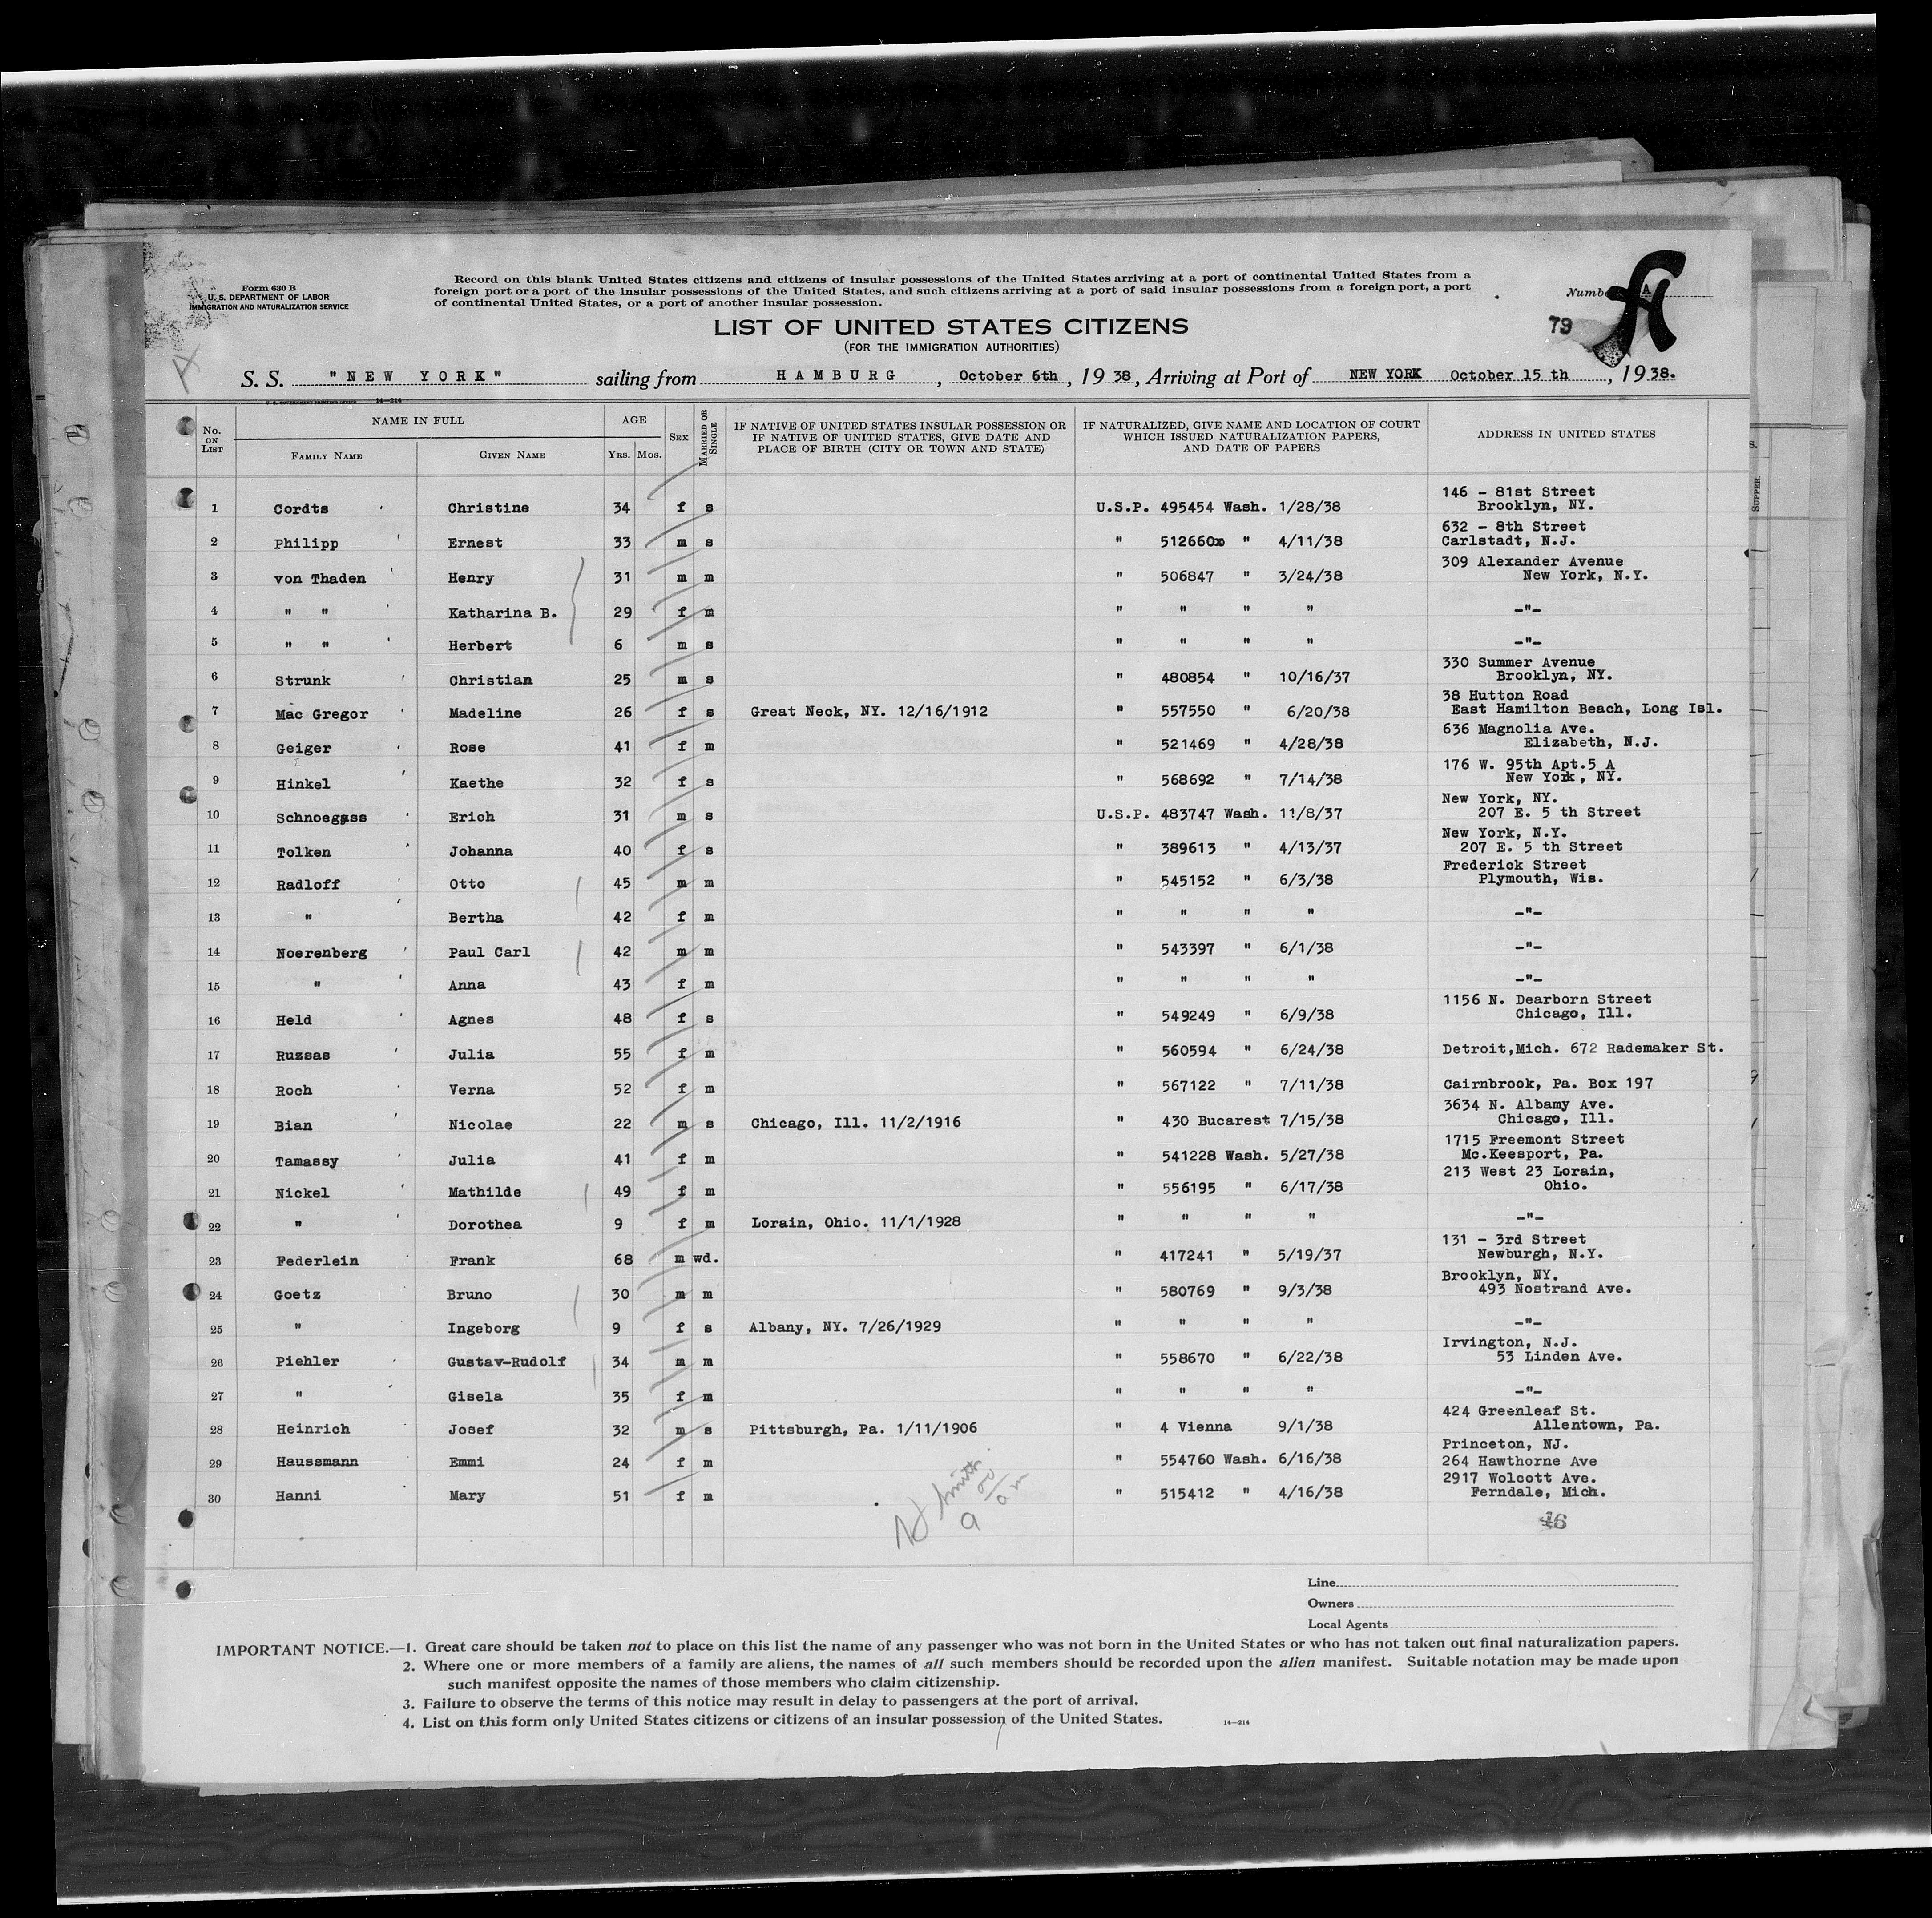 Form 630 B
U. S. DEPARTMENT OF LABOR
IMMIGRATION AND NATURALIZATION SERVICE
Record on this blank United States citizens and citizens of insular possessions of the United States arriving at a port of continental United States from a
foreign port or a port of the insular possessions of the United States, and such citizens arriving at a port of said insular possessions from a foreign port, a port
of continental United States, or a port of another insular possession.
Number A
79
LIST OF UNITED STATES CITIZENS
(FOR THE IMMIGRATION AUTHORITIES)
S. S. "NEW YORK" sailing from HAMBURG, October 6th, 1938, Arriving at Port of NEW YORK October 15 th, 1938.
U. S. GOVERNMENT PRINTING OFFICE 14—214
No. ON LIST NAME IN FULL FAMILY NAME GIVEN NAME AGE YRS. MOS. SEX MARRIED OR SINGLE
IF NATIVE OF UNITED STATES INSULAR POSSESSION OR IF NATIVE OF UNITED STATES, GIVE DATE AND PLACE OF BIRTH (CITY OR TOWN AND STATE)
IF NATURALIZED, GIVE NAME AND LOCATION OF COURT WHICH ISSUED NATURALIZATION PAPERS, AND DATE OF PAPERS
ADDRESS IN UNITED STATES
1 Cordts Christine 34 f s U.S.P. 495454 Wash. 1/28/38 146 - 81st Street Brooklyn, NY.
2 Philipp Ernest 33 m s " 512660x " 4/11/38 632 - 8th Street Carlstadt, N.J.
3 von Thaden Henry 31 m m " 506847 " 3/24/38 309 Alexander Avenue New York, N.Y.
4 " " Katharina B. 29 f m " " " " -"-
5 " " Herbert 6 m s " " " " -"-
6 Strunk Christian 25 m s " 480854 " 10/16/37 330 Summer Avenue Brooklyn, NY.
7 Mac Gregor Madeline 26 f s Great Neck, NY. 12/16/1912 " 557550 " 6/20/38 38 Hutton Road East Hamilton Beach, Long Isl.
8 Geiger Rose 41 f m " 521469 " 4/28/38 636 Magnolia Ave. Elizabeth, N.J.
9 Hinkel Kaethe 32 f s " 568692 " 7/14/38 176 W. 95th Apt.5 A New York, NY.
10 Schnoegass Erich 31 m s U.S.P. 483747 Wash. 11/8/37 New York, NY. 207 E. 5 th Street
11 Tolken Johanna 40 f s " 389613 " 4/13/37 New York, N.Y. 207 E. 5 th Street
12 Radloff Otto 45 m m " 545152 " 6/3/38 Frederick Street Plymouth, Wis.
13 " Bertha 42 f m " " " " -"-
14 Noerenberg Paul Carl 42 m m " 543397 " 6/1/38 -"-
15 " Anna 43 f m " " " " -"-
16 Held Agnes 48 f s " 549249 " 6/9/38 1156 N. Dearborn Street Chicago, Ill.
17 Ruzsas Julia 55 f m " 560594 " 6/24/38 Detroit,Mich. 672 Rademaker St.
18 Roch Verna 52 f m " 567122 " 7/11/38 Cairnbrook, Pa. Box 197
19 Bian Nicolae 22 m s Chicago, Ill. 11/2/1916 " 430 Bucarest 7/15/38 3634 N. Albamy Ave. Chicago, Ill.
20 Tamassy Julia 41 f m " 541228 Wash. 5/27/38 1715 Freemont Street Mc.Keesport, Pa.
21 Nickel Mathilde 49 f m " 556195 " 6/17/38 213 West 23 Lorain, Ohio.
22 " Dorothea 9 f m Lorain, Ohio. 11/1/1928 " " " " -"-
23 Federlein Frank 68 m wd. " 417241 " 5/19/37 131 - 3rd Street Newburgh, N.Y.
24 Goetz Bruno 30 m m " 580769 " 9/3/38 Brooklyn, NY. 493 Nostrand Ave.
25 " Ingeborg 9 f s Albany, NY. 7/26/1929 " " " " -"-
26 Piehler Gustav-Rudolf 34 m m " 558670 " 6/22/38 Irvington, N.J. 53 Linden Ave.
27 " Gisela 35 f m " " " " -"-
28 Heinrich Josef 32 m s Pittsburgh, Pa. 1/11/1906 " 4 Vienna 9/1/38 424 Greenleaf St. Allentown, Pa.
29 Haussmann Emmi 24 f m " 554760 Wash. 6/16/38 Princeton, NJ. 264 Hawthorne Ave
30 Hanni Mary 51 f m " 515412 " 4/16/38 2917 Wolcott Ave. Ferndale, Mich.
Smith
Line
Owners
Local Agents
IMPORTANT NOTICE.—1. Great care should be taken not to place on this list the name of any passenger who was not born in the United States or who has not taken out final naturalization papers.
2. Where one or more members of a family are aliens, the names of all such members should be recorded upon the alien manifest. Suitable notation may be made upon
such manifest opposite the names of those members who claim citizenship.
3. Failure to observe the terms of this notice may result in delay to passengers at the port of arrival.
4. List on this form only United States citizens or citizens of an insular possession of the United States.
14—214